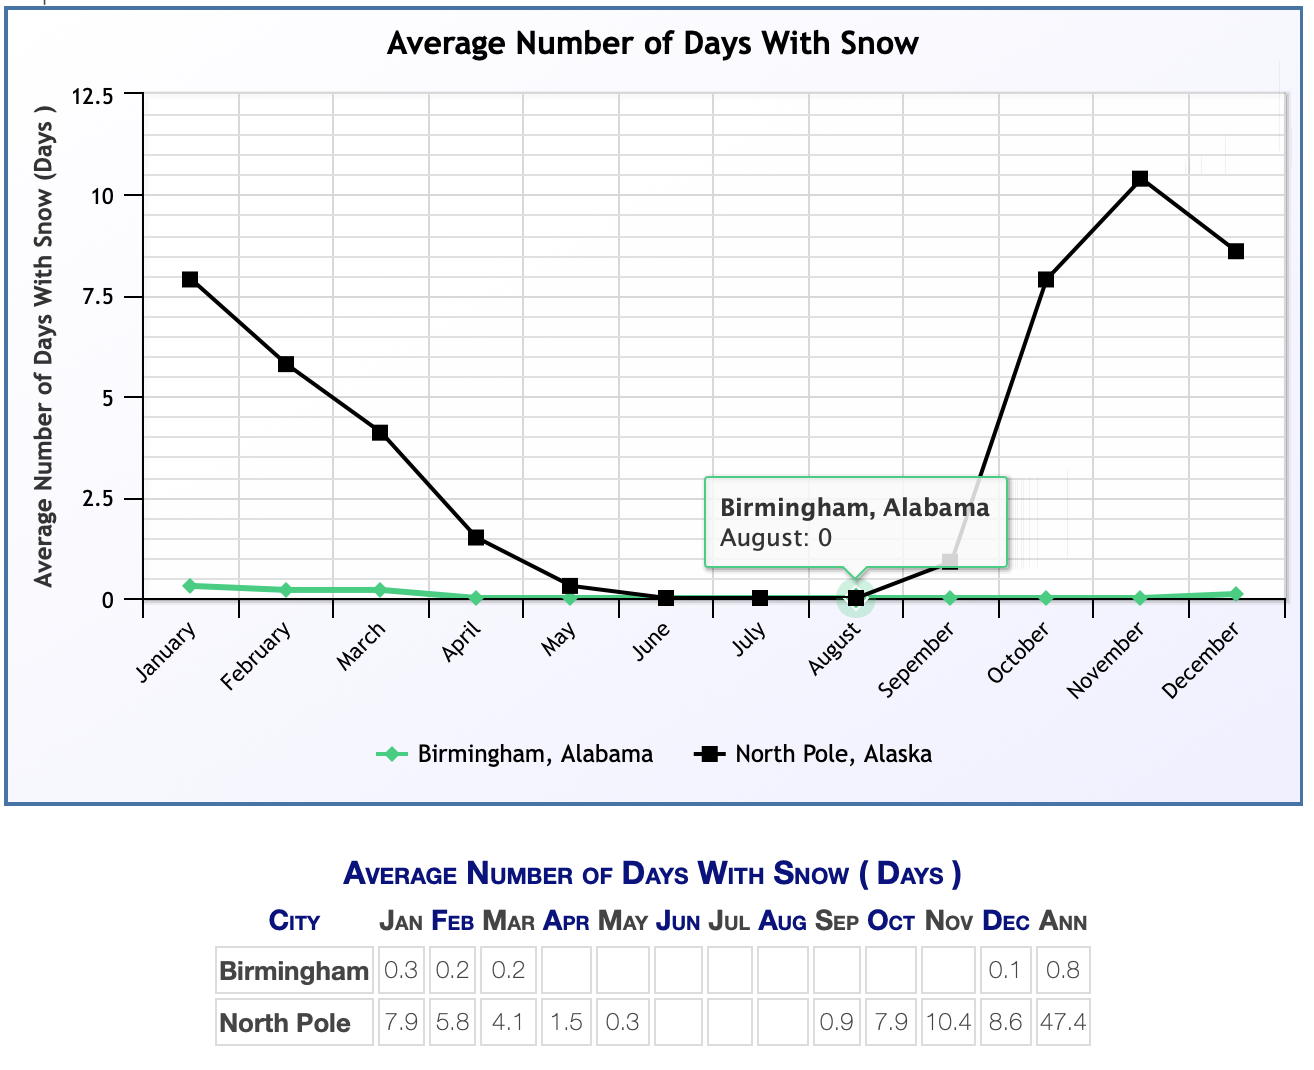 Average Number of Days With Snow
Average Number of Days With Snow (Days )
12.5
10
7.5
5
2.5
0
Birmingham, Alabama
August: 0
January
February
March
April
May
June
July
August
Sepember
October
November
December
Birmingham, Alabama
North Pole, Alaska
Average Number of Days With Snow ( Days )
City Jan Feb Mar Apr May Jun Jul Aug Sep Oct Nov Dec Ann
Birmingham 0.3 0.2 0.2 0.1 0.8
North Pole 7.9 5.8 4.1 1.5 0.3 0.9 7.9 10.4 8.6 47.4